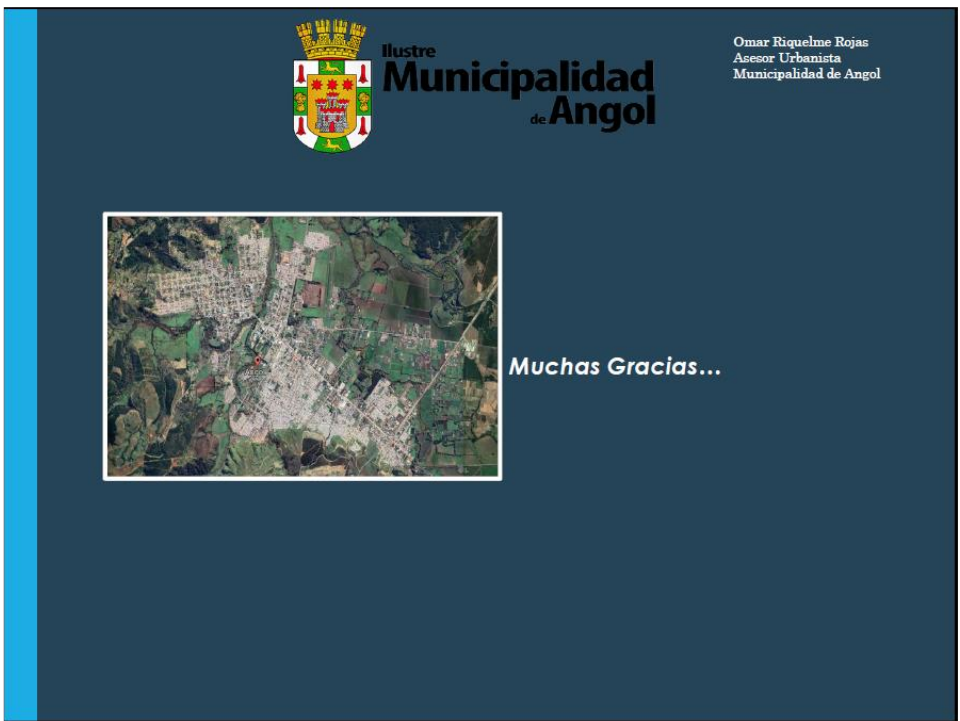 Ilustre
Municipalidad
de Angol
Omar Riquelme Rojas
Asesor Urbanista
Municipalidad de Angol
Muchas Gracias...